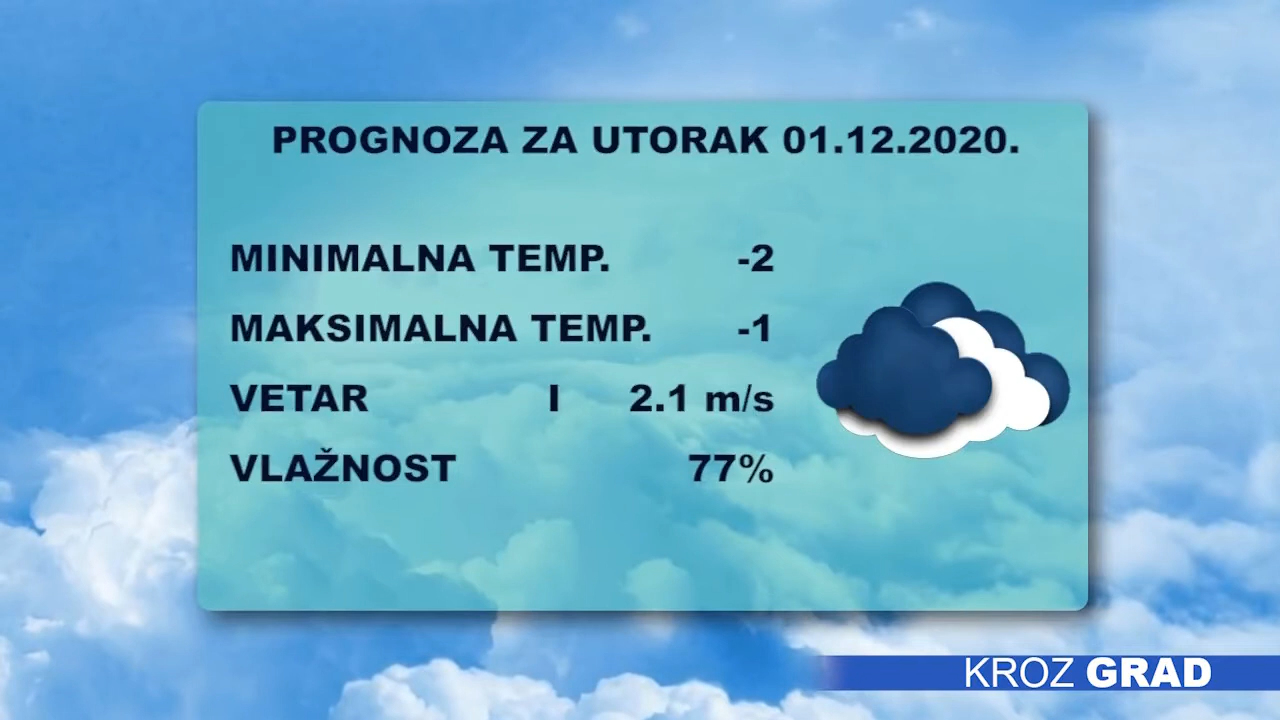 PROGNOZA ZA UTORAK 01.12.2020.
MINIMALNA TEMP. -2
MAKSIMALNA TEMP. -1
VETAR I 2.1 m/s
VLAŽNOST 77%
KROZ GRAD